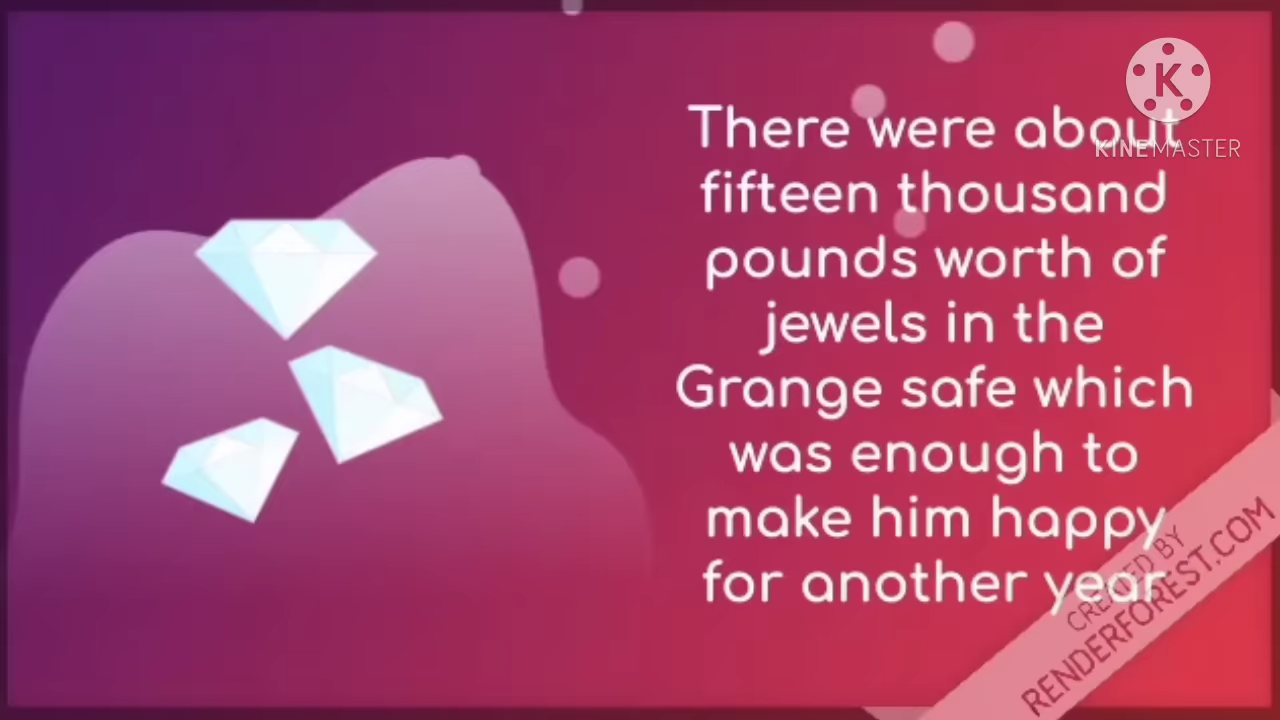 There were about
fifteen thousand
pounds worth of
jewels in the
Grange safe which
was enough to
make him happy
for another year
K
KINEMASTER
CREATED BY
RENDERFOREST.COM